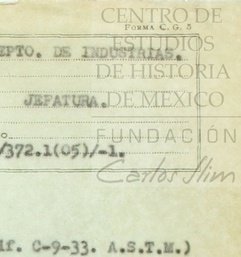 CENTRO DE
FORMA C. G. 5
ESTUDIOS
EPTO. DE INDUSTRIAS.
DE HISTORIA
JEFATURA.
DE MEXICO
o.
FUNDACIÓN
/372.1(05)/-1.
Carlos Slim
if. C-9-33. A.S.T.M.)